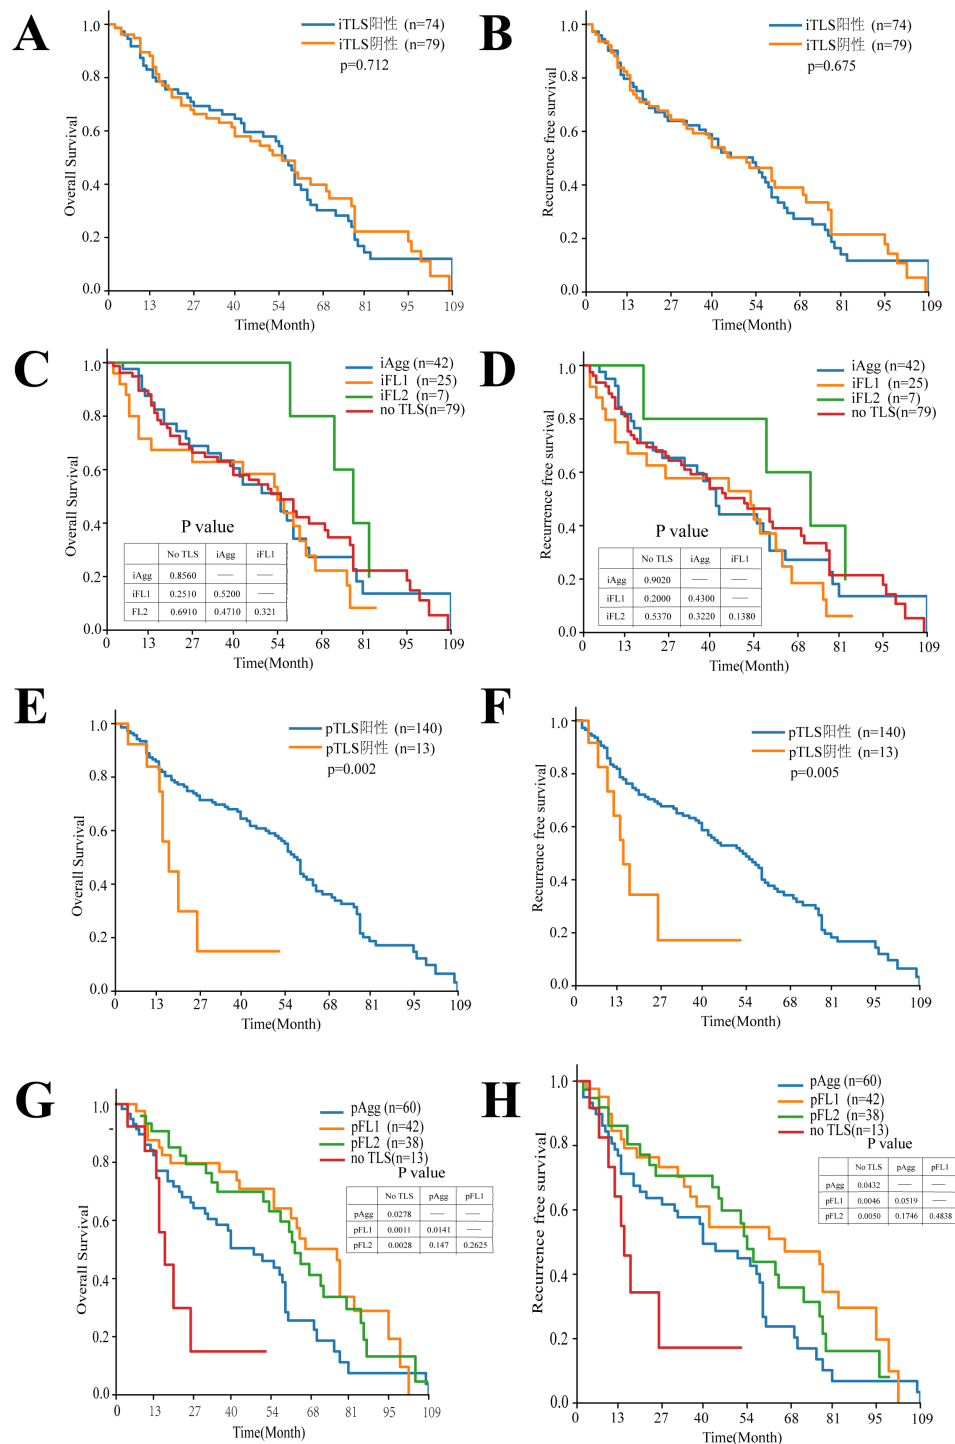 A
iTLS阳性 (n=74)
iTLS阴性 (n=79)
p=0.712
Overall Survival
1.0
0.8
0.6
0.4
0.2
0.0
0 13 27 40 54 68 81 95 109
Time(Month)
B
iTLS阳性 (n=74)
iTLS阴性 (n=79)
p=0.675
Recurrence free survival
1.0
0.8
0.6
0.4
0.2
0.0
0 13 27 40 54 68 81 95 109
Time(Month)
C
iAgg (n=42)
iFL1 (n=25)
iFL2 (n=7)
no TLS(n=79)
Overall Survival
1.0
0.8
0.6
0.4
0.2
0.0
P value
No TLS iAgg iFL1
iAgg 0.8560 — —
iFL1 0.2510 0.5200 —
FL2 0.6910 0.4710 0.321
0 13 27 40 54 68 81 95 109
Time(Month)
D
iAgg (n=42)
iFL1 (n=25)
iFL2 (n=7)
no TLS(n=79)
Recurrence free survival
1.0
0.8
0.6
0.4
0.2
0.0
P value
No TLS iAgg iFL1
iAgg 0.9020 — —
iFL1 0.2000 0.4300 —
iFL2 0.5370 0.3220 0.1380
0 13 27 40 54 68 81 95 109
Time(Month)
E
pTLS阳性 (n=140)
pTLS阴性 (n=13)
p=0.002
Overall Survival
1.0
0.8
0.6
0.4
0.2
0.0
0 13 27 40 54 68 81 95 109
Time(Month)
F
pTLS阳性 (n=140)
pTLS阴性 (n=13)
p=0.005
Recurrence free survival
1.0
0.8
0.6
0.4
0.2
0.0
0 13 27 40 54 68 81 95 109
Time(Month)
G
pAgg (n=60)
pFL1 (n=42)
pFL2 (n=38)
no TLS(n=13)
P value
No TLS pAgg pFL1
pAgg 0.0278 — —
pFL1 0.0011 0.0141 —
pFL2 0.0028 0.147 0.2625
Overall Survival
1.0
0.8
0.6
0.4
0.2
0.0
0 13 27 40 54 68 81 95 109
Time(Month)
H
pAgg (n=60)
pFL1 (n=42)
pFL2 (n=38)
no TLS(n=13)
P value
No TLS pAgg pFL1
pAgg 0.0432 — —
pFL1 0.0046 0.0519 —
pFL2 0.0050 0.1746 0.4838
Recurrence free survival
1.0
0.8
0.6
0.4
0.2
0.0
0 13 27 40 54 68 81 95 109
Time(Month)